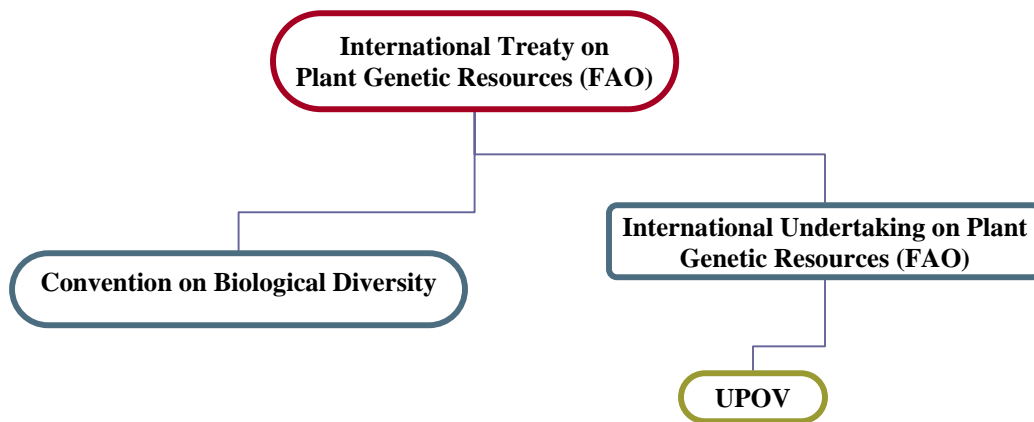 International Treaty on
Plant Genetic Resources (FAO)
International Undertaking on Plant
Genetic Resources (FAO)
Convention on Biological Diversity
UPOV